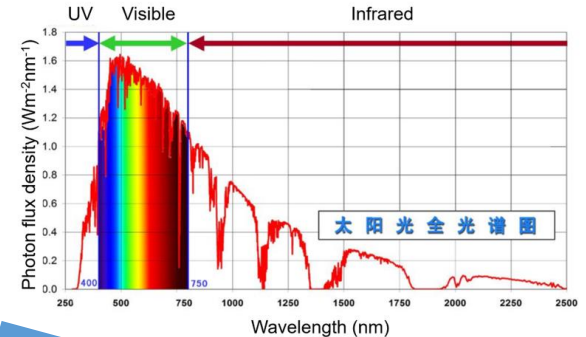 UV Visible Infrared
Photon flux density (Wm⁻²nm⁻¹)
1.8
1.6
1.4
1.2
1.0
0.8
0.6
0.4
0.2
0.0
太阳光全光谱图
400 750
250 500 750 1000 1250 1500 1750 2000 2250 2500
Wavelength (nm)